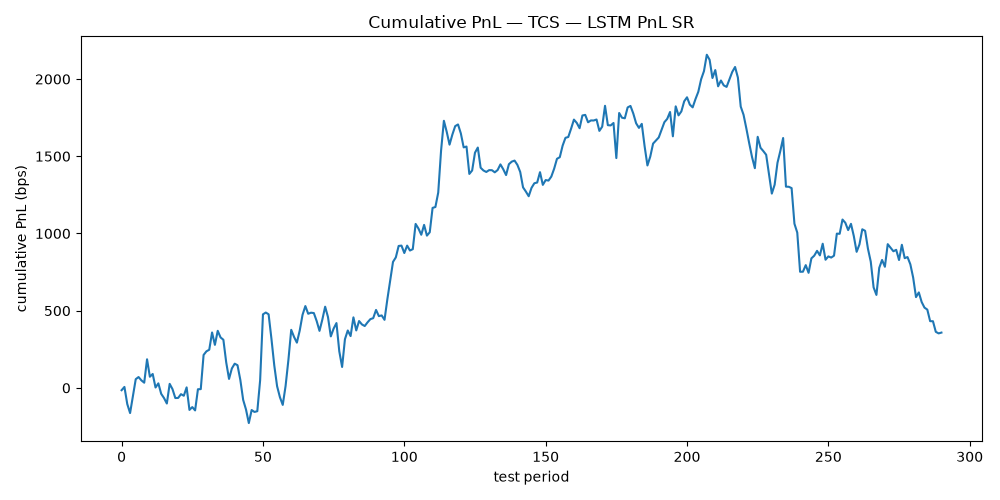 Cumulative PnL — TCS — LSTM PnL SR
cumulative PnL (bps)
2000
1500
1000
500
0
0 50 100 150 200 250 300
test period